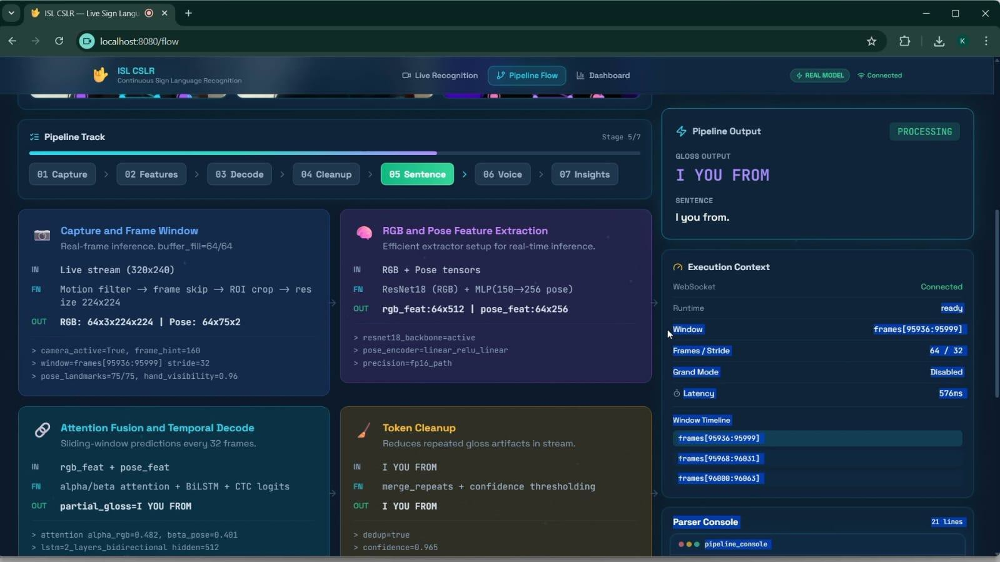 ISL CSLR — Live Sign Langu
localhost:8080/flow
K
ISL CSLR
Continuous Sign Language Recognition
Live Recognition
Pipeline Flow
Dashboard
REAL MODEL
Connected
Pipeline Track
Stage 5/7
01 Capture
02 Features
03 Decode
04 Cleanup
05 Sentence
06 Voice
07 Insights
Capture and Frame Window
Real-frame inference. buffer_fill=64/64
IN Live stream (320x240)
FN Motion filter → frame skip → ROI crop → res
ize 224x224
OUT RGB: 64x3x224x224 | Pose: 64x75x2
> camera_active=True, frame_hint=160
> window=frames[95936:95999] stride=32
> pose_landmarks=75/75, hand_visibility=0.96
RGB and Pose Feature Extraction
Efficient extractor setup for real-time inference.
IN RGB + Pose tensors
FN ResNet18 (RGB) + MLP(150→256 pose)
OUT rgb_feat:64x512 | pose_feat:64x256
> resnet18_backbone=active
> pose_encoder=linear_relu_linear
> precision=fp16_path
Attention Fusion and Temporal Decode
Sliding-window predictions every 32 frames.
IN rgb_feat + pose_feat
FN alpha/beta attention + BiLSTM + CTC logits
OUT partial_gloss=I YOU FROM
> attention alpha_rgb=0.482, beta_pose=0.401
> lstm=2_layers_bidirectional hidden=512
Token Cleanup
Reduces repeated gloss artifacts in stream.
IN I YOU FROM
FN merge_repeats + confidence thresholding
OUT I YOU FROM
> dedup=true
> confidence=0.965
Pipeline Output
PROCESSING
GLOSS OUTPUT
I YOU FROM
SENTENCE
I you from.
Execution Context
WebSocket Connected
Runtime ready
Window frames[95936:95999]
Frames / Stride 64 / 32
Grand Mode Disabled
Latency 576ms
Window Timeline
frames[95936:95999]
frames[95968:96031]
frames[96000:96063]
Parser Console 21 lines
pipeline_console